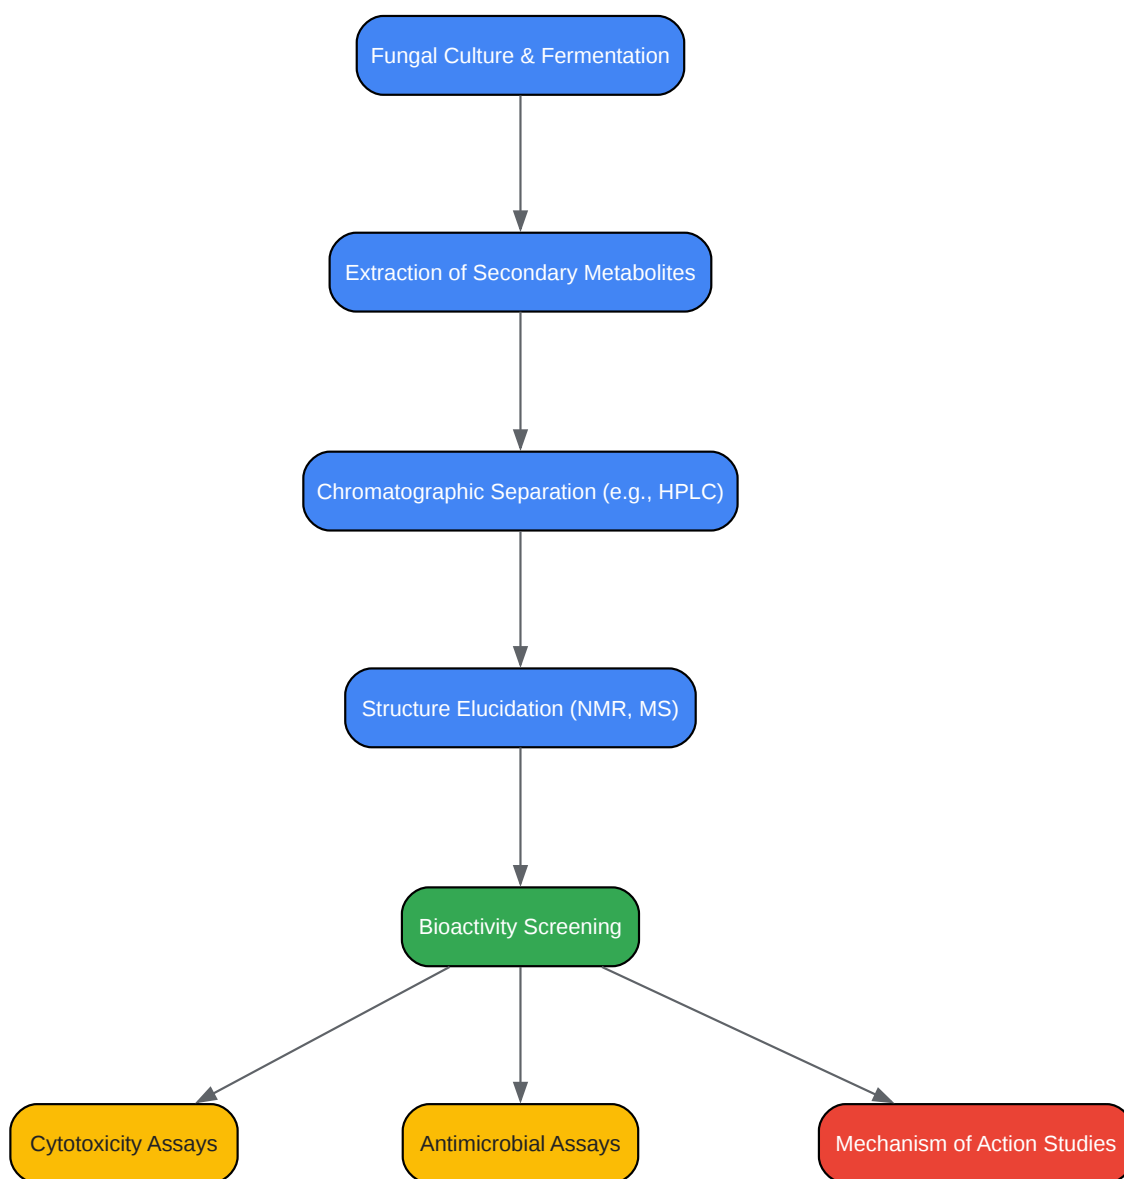 Fungal Culture & Fermentation
Extraction of Secondary Metabolites
Chromatographic Separation (e.g., HPLC)
Structure Elucidation (NMR, MS)
Bioactivity Screening
Cytotoxicity Assays
Antimicrobial Assays
Mechanism of Action Studies